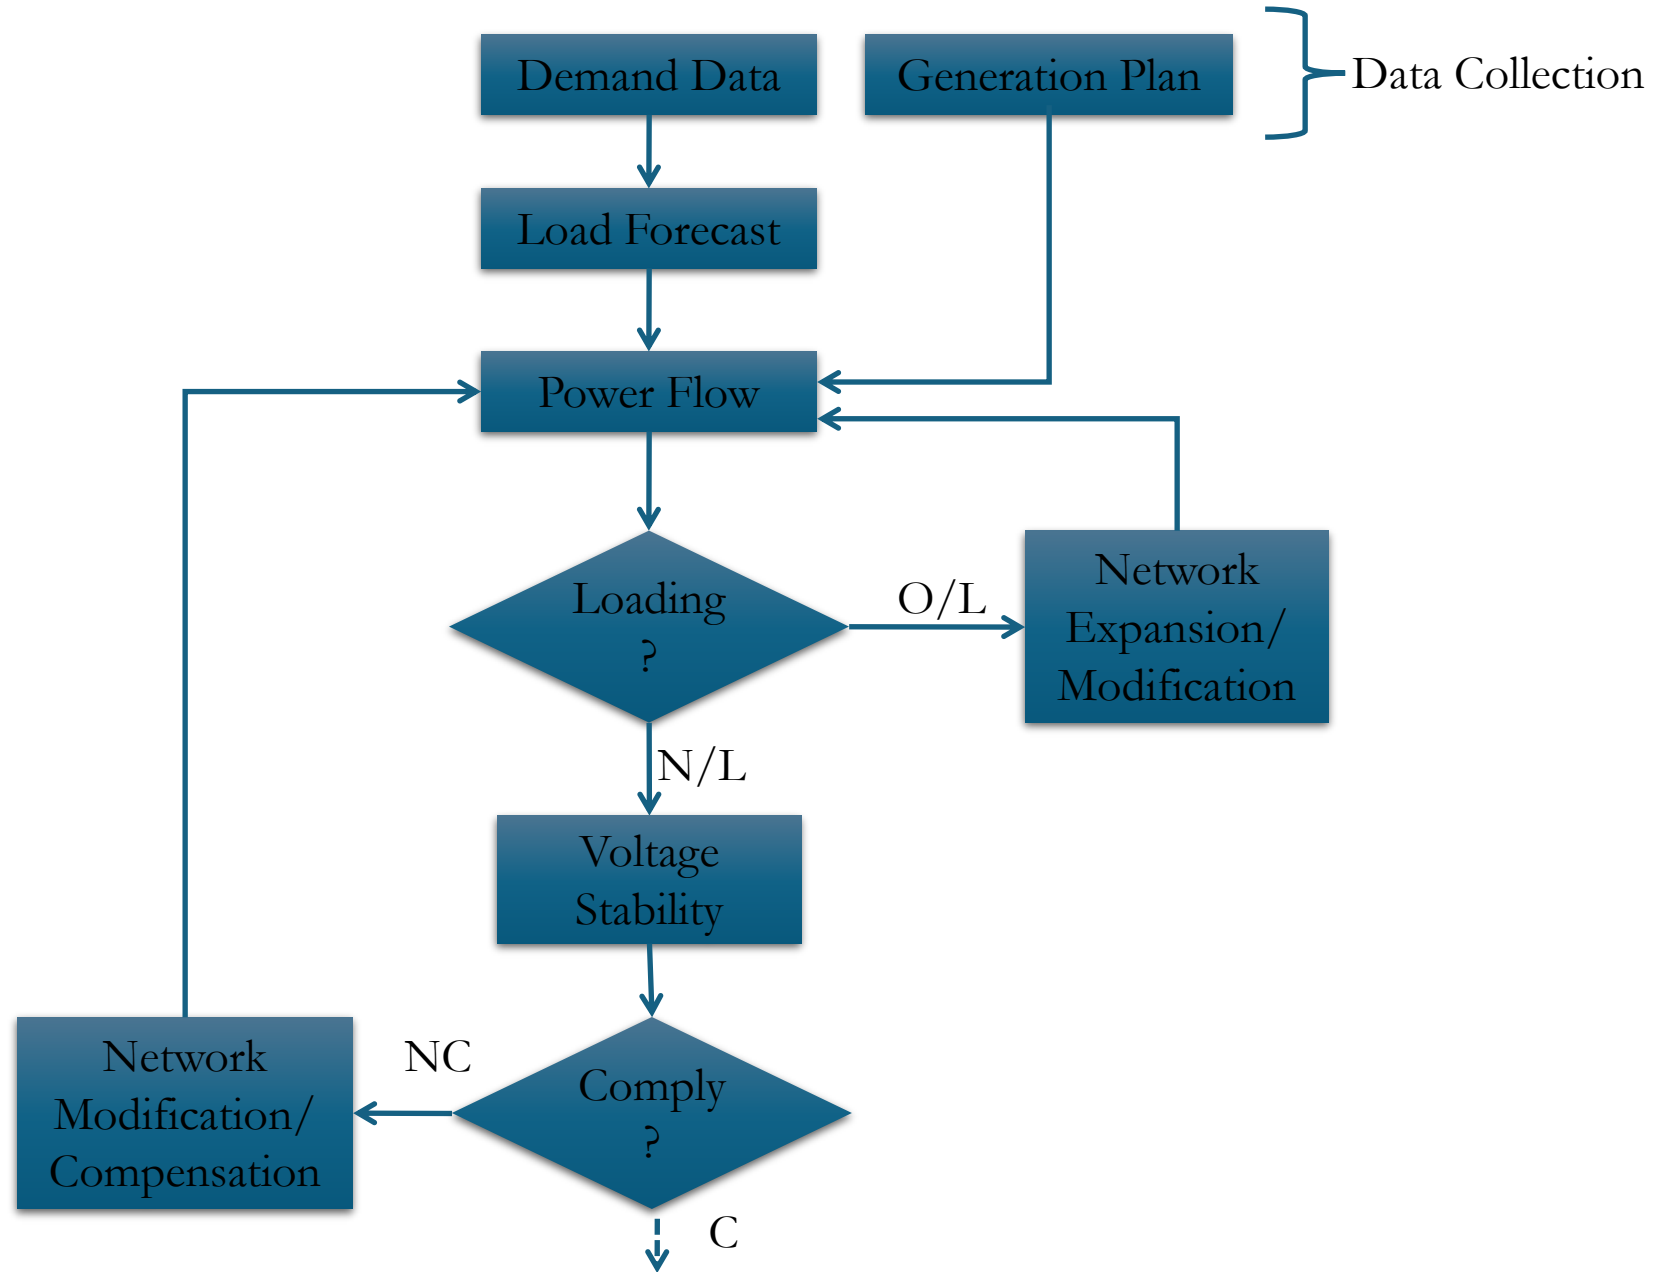 Demand Data
Generation Plan
Data Collection
Load Forecast
Power Flow
Loading
?
O/L
Network
Expansion/
Modification
N/L
Voltage
Stability
Network
Modification/
Compensation
NC
Comply
?
C